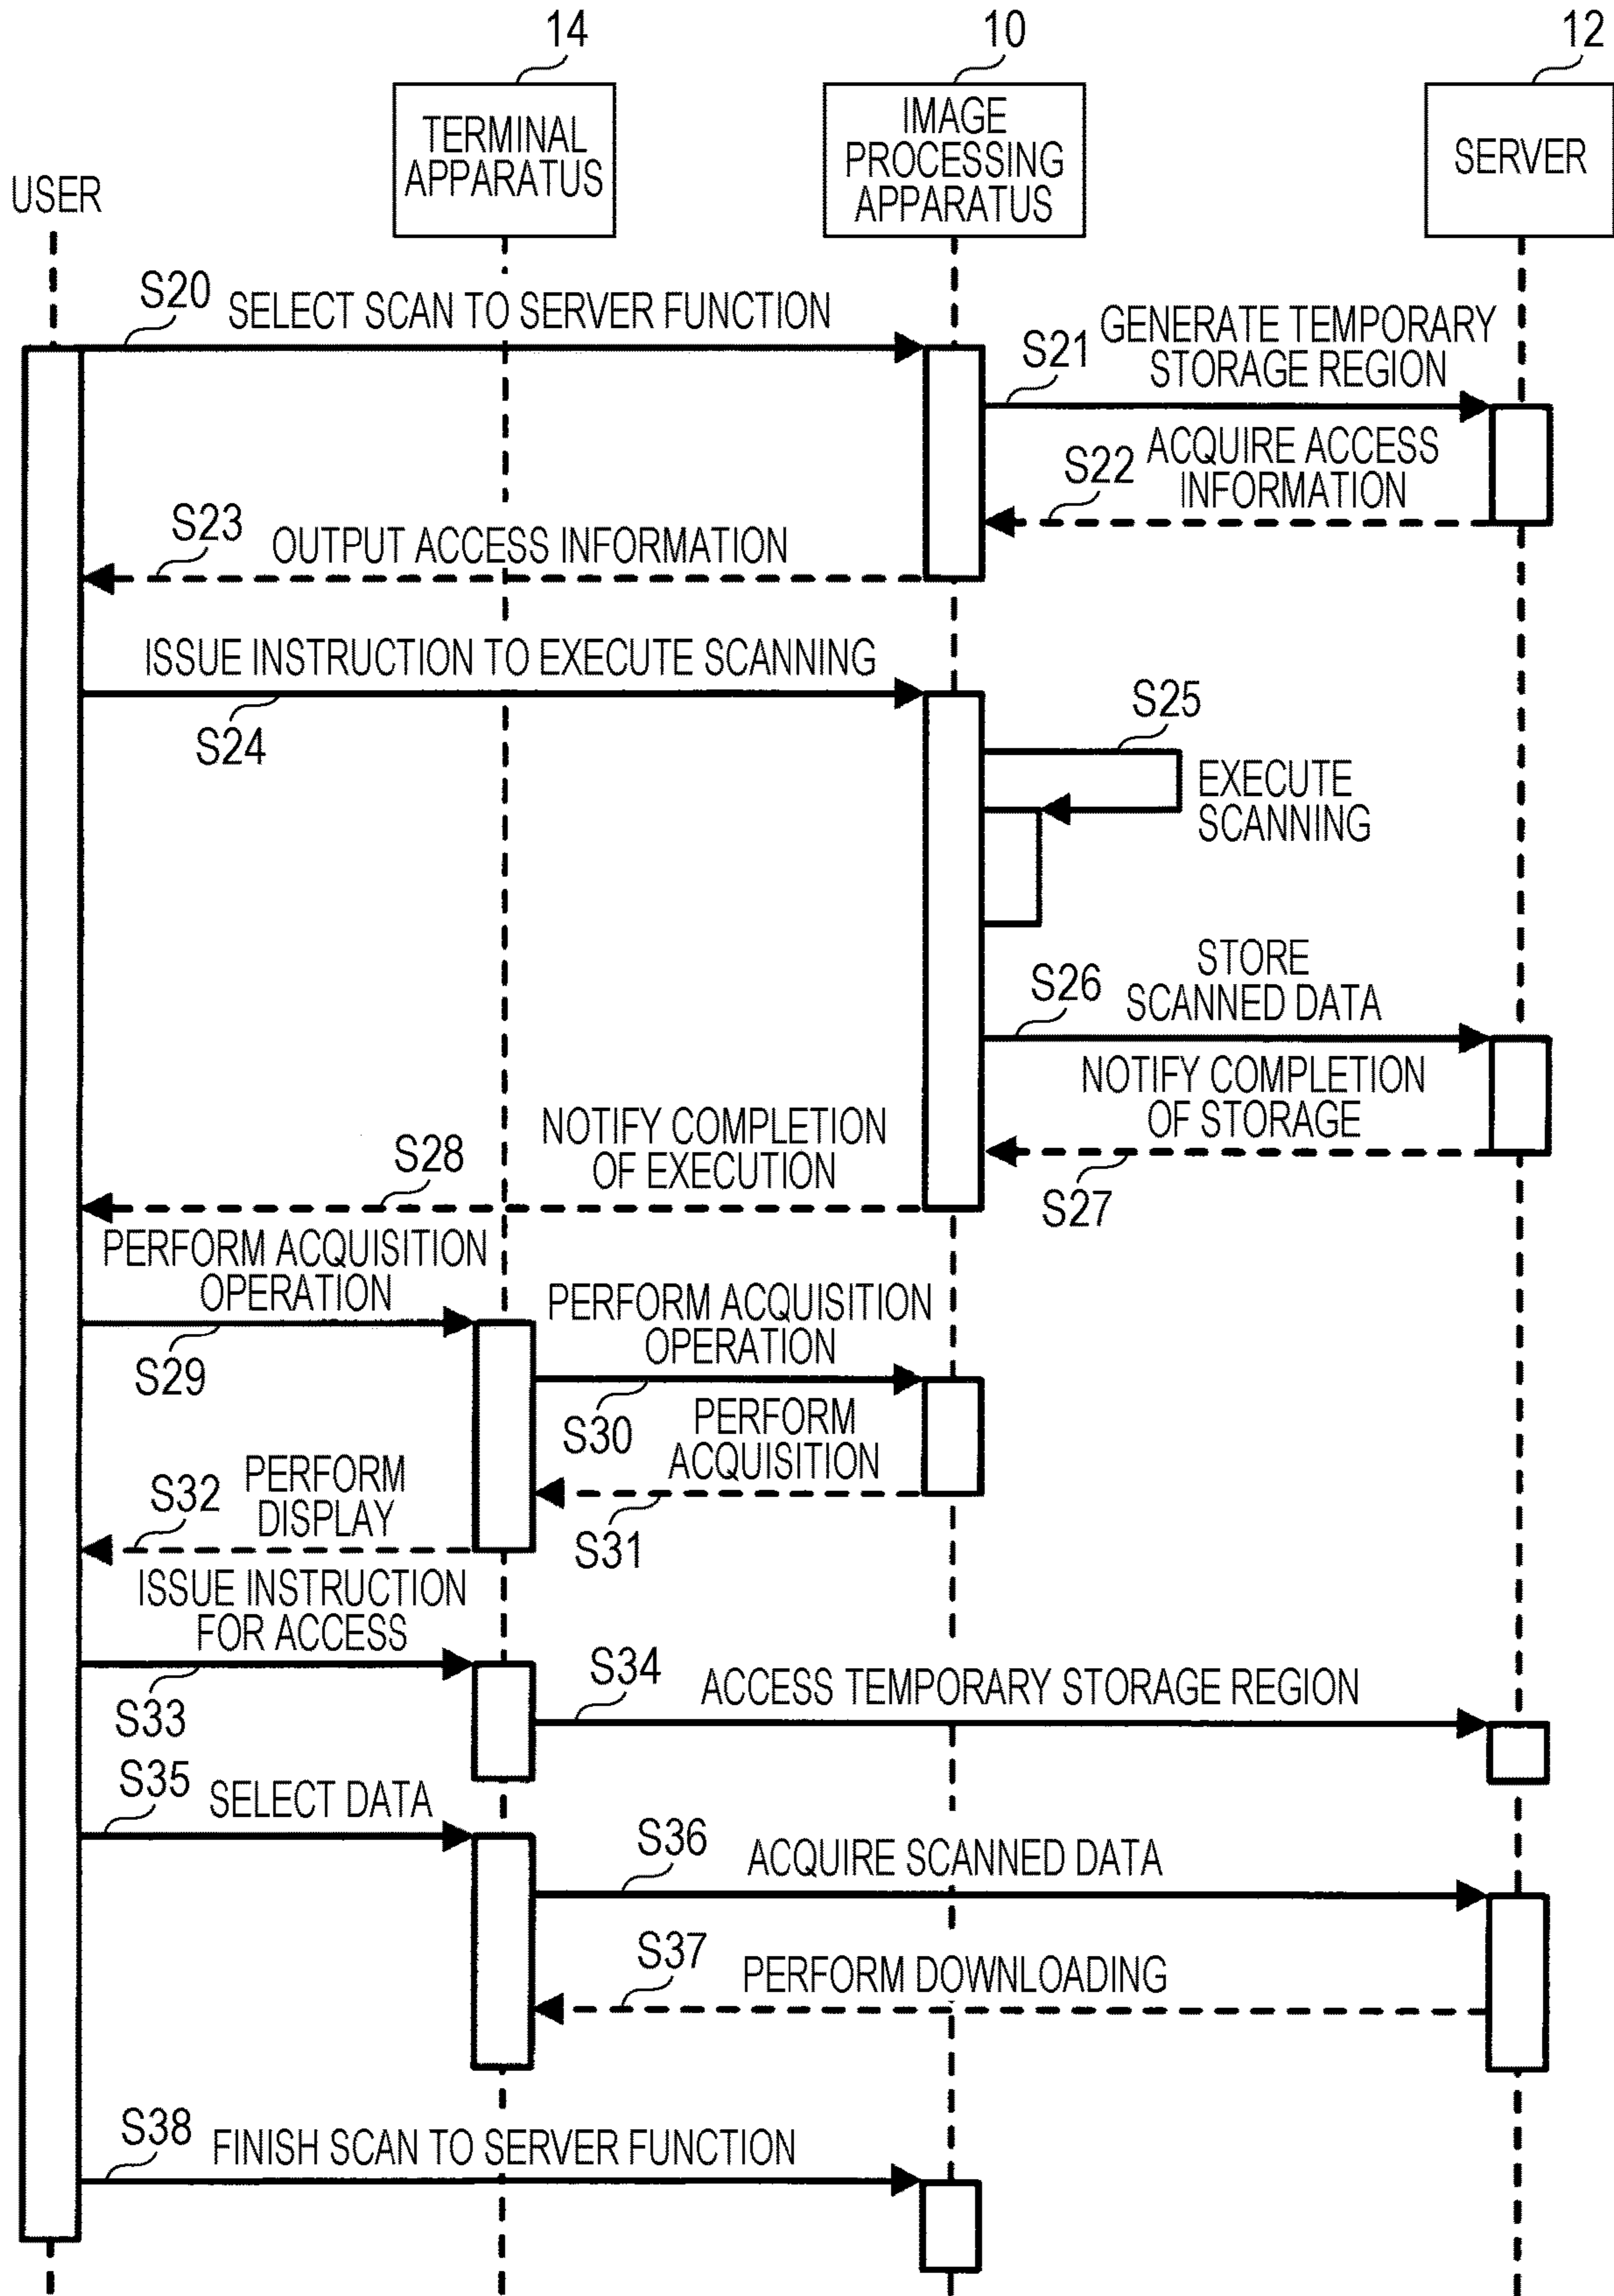 14
10
12
USER
TERMINAL
APPARATUS
IMAGE
PROCESSING
APPARATUS
SERVER
S20
SELECT SCAN TO SERVER FUNCTION
S21
GENERATE TEMPORARY
STORAGE REGION
S22
ACQUIRE ACCESS
INFORMATION
S23
OUTPUT ACCESS INFORMATION
ISSUE INSTRUCTION TO EXECUTE SCANNING
S24
S25
EXECUTE
SCANNING
S26
STORE
SCANNED DATA
NOTIFY COMPLETION
OF STORAGE
S27
S28
NOTIFY COMPLETION
OF EXECUTION
PERFORM ACQUISITION
OPERATION
S29
PERFORM ACQUISITION
OPERATION
S30
PERFORM
ACQUISITION
S31
S32
PERFORM
DISPLAY
ISSUE INSTRUCTION
FOR ACCESS
S33
S34
ACCESS TEMPORARY STORAGE REGION
S35
SELECT DATA
S36
ACQUIRE SCANNED DATA
S37
PERFORM DOWNLOADING
S38
FINISH SCAN TO SERVER FUNCTION